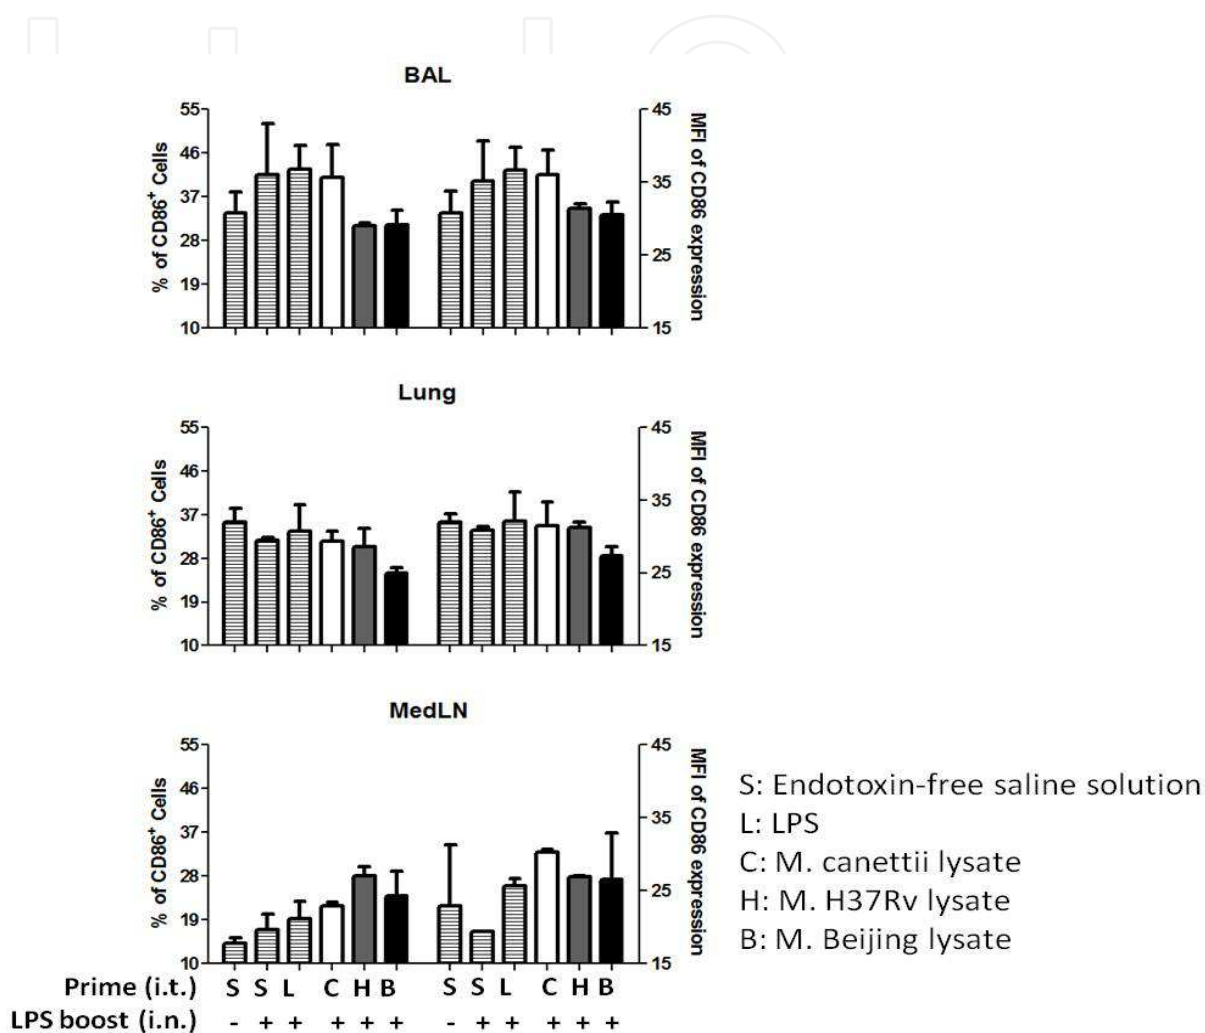 BAL
55
46
37
28
19
10
% of CD86+ Cells
45
35
25
15
MFI of CD86 expression
Lung
55
46
37
28
19
10
% of CD86+ Cells
45
35
25
15
MFI of CD86 expression
MedLN
55
46
37
28
19
10
% of CD86+ Cells
45
35
25
15
MFI of CD86 expression
Prime (i.t.) S S L C H B S S L C H B
LPS boost (i.n.) - + + + + + - + + + + +
S: Endotoxin-free saline solution
L: LPS
C: M. canettii lysate
H: M. H37Rv lysate
B: M. Beijing lysate